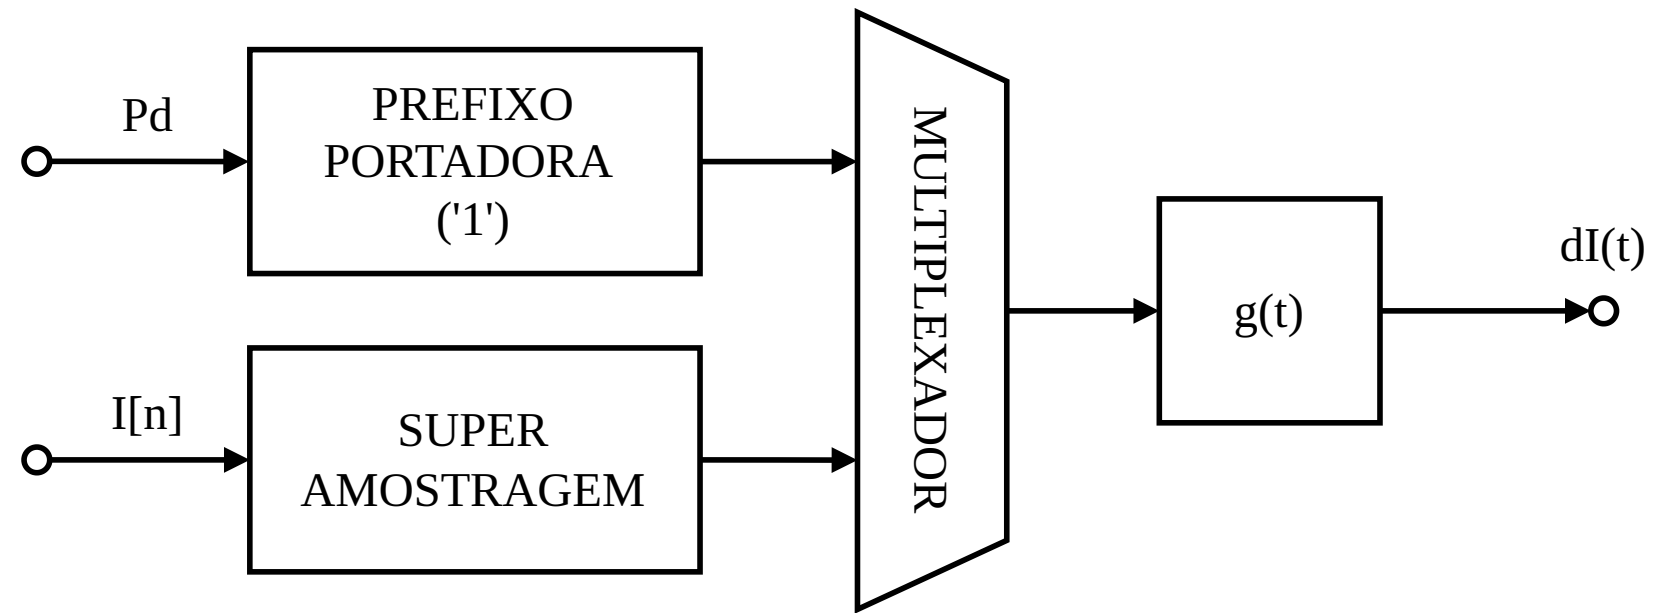 Pd
PREFIXO
PORTADORA
('1')
I[n]
SUPER
AMOSTRAGEM
MULTIPLEXADOR
g(t)
dI(t)